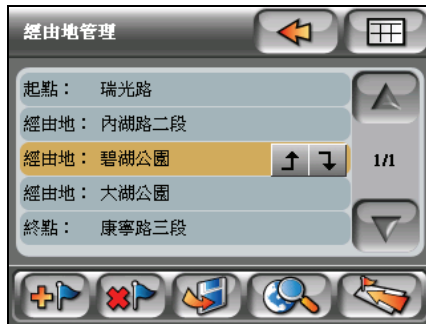 經由地管理
起點： 瑞光路
經由地： 內湖路二段
經由地： 碧湖公園
1/1
經由地： 大湖公園
終點： 康寧路三段